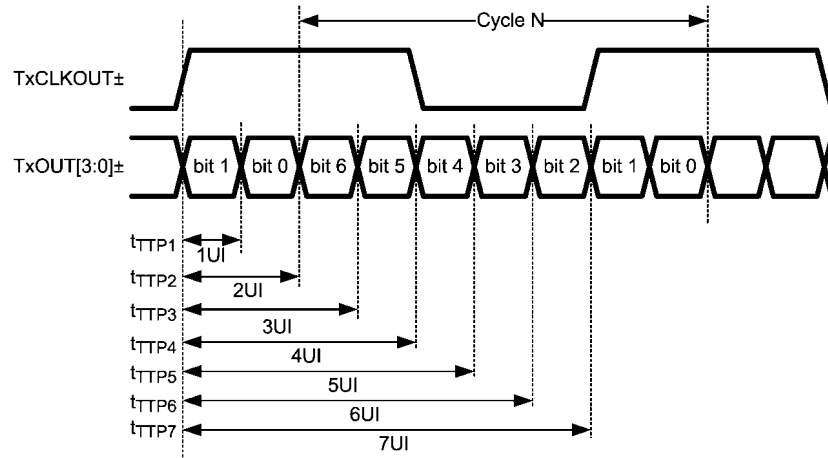 Cycle N
TxCLKOUT±
TxOUT[3:0]± bit 1 bit 0 bit 6 bit 5 bit 4 bit 3 bit 2 bit 1 bit 0
tTTP1
1UI
tTTP2
2UI
tTTP3
3UI
tTTP4
4UI
tTTP5
5UI
tTTP6
6UI
tTTP7
7UI